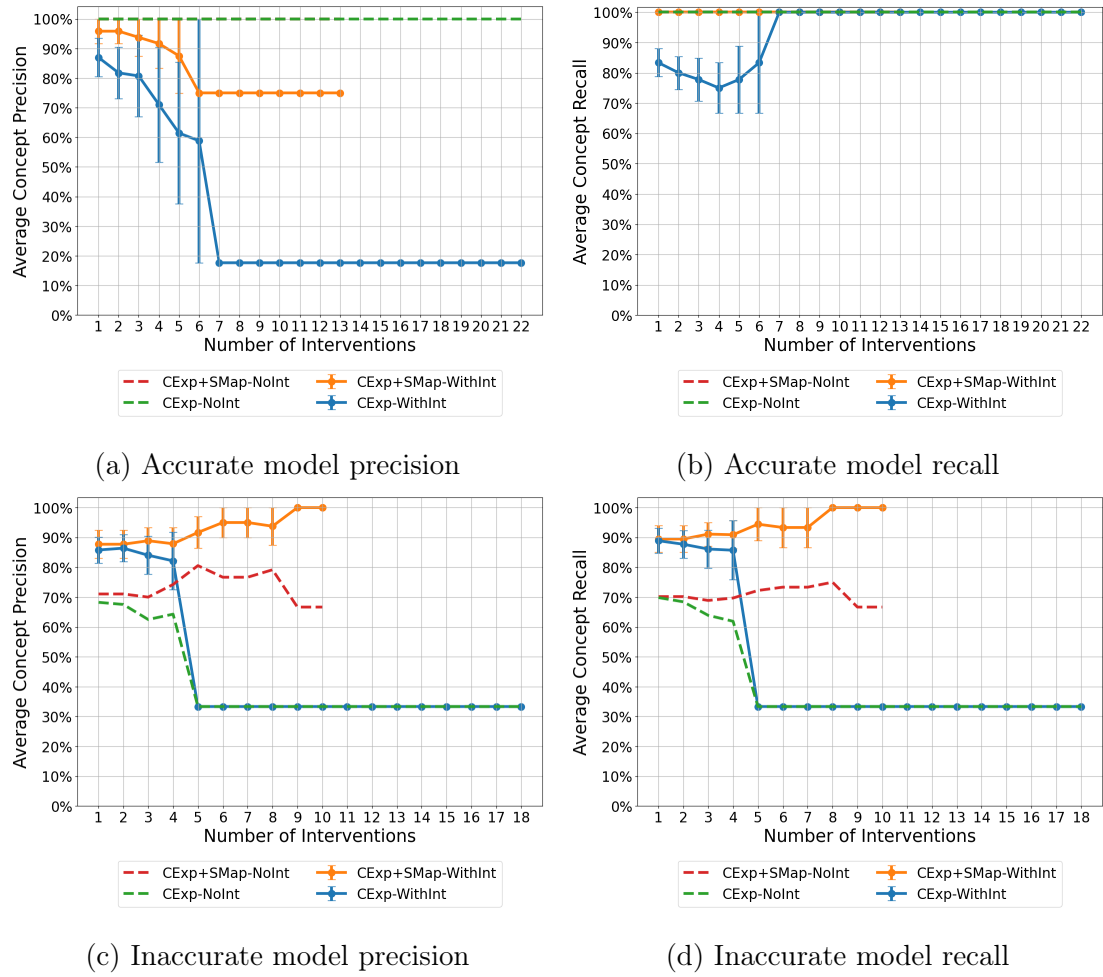 100%
90%
80%
70%
60%
50%
40%
30%
20%
10%
0%
Average Concept Precision
1 2 3 4 5 6 7 8 9 10 11 12 13 14 15 16 17 18 19 20 21 22
Number of Interventions
CExp+SMap-NoInt CExp+SMap-WithInt
CExp-NoInt CExp-WithInt
(a) Accurate model precision
100%
90%
80%
70%
60%
50%
40%
30%
20%
10%
0%
Average Concept Recall
1 2 3 4 5 6 7 8 9 10 11 12 13 14 15 16 17 18 19 20 21 22
Number of Interventions
CExp+SMap-NoInt CExp+SMap-WithInt
CExp-NoInt CExp-WithInt
(b) Accurate model recall
100%
90%
80%
70%
60%
50%
40%
30%
20%
10%
0%
Average Concept Precision
1 2 3 4 5 6 7 8 9 10 11 12 13 14 15 16 17 18
Number of Interventions
CExp+SMap-NoInt CExp+SMap-WithInt
CExp-NoInt CExp-WithInt
(c) Inaccurate model precision
100%
90%
80%
70%
60%
50%
40%
30%
20%
10%
0%
Average Concept Recall
1 2 3 4 5 6 7 8 9 10 11 12 13 14 15 16 17 18
Number of Interventions
CExp+SMap-NoInt CExp+SMap-WithInt
CExp-NoInt CExp-WithInt
(d) Inaccurate model recall